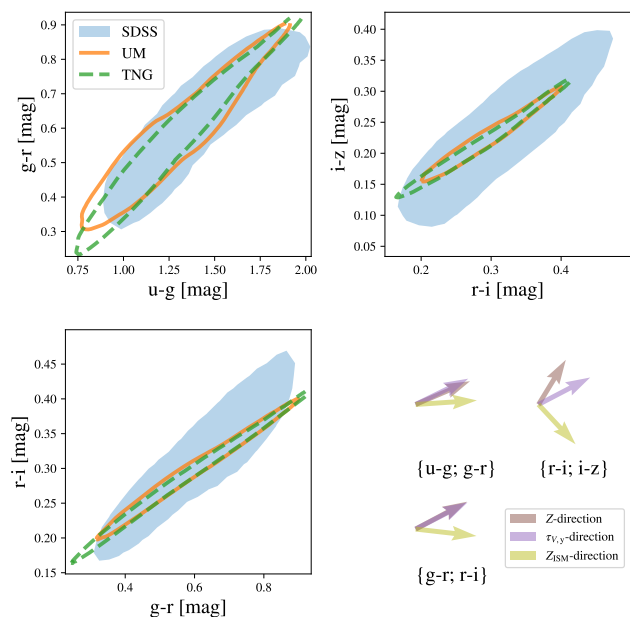 SDSS
UM
TNG
0.9
0.8
0.7
0.6
0.5
0.4
0.3
g-r [mag]
0.75
1.00
1.25
1.50
1.75
2.00
u-g [mag]
0.40
0.35
0.30
0.25
0.20
0.15
0.10
0.05
i-z [mag]
0.2
0.3
0.4
r-i [mag]
0.45
0.40
0.35
0.30
0.25
0.20
0.15
r-i [mag]
0.4
0.6
0.8
g-r [mag]
{u-g; g-r}
{r-i; i-z}
{g-r; r-i}
Z-direction
τV,y-direction
ZISM-direction